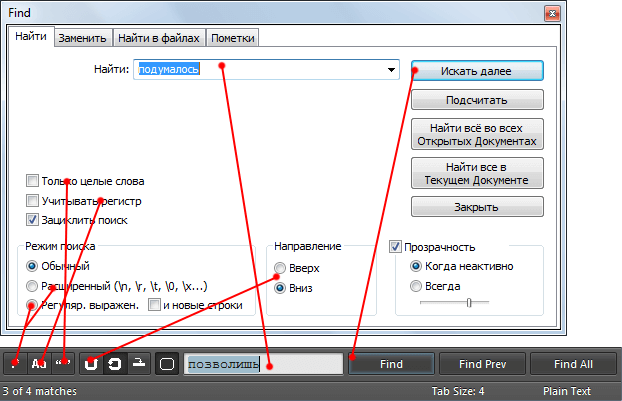 Find
Найти Заменить Найти в файлах Пометки
Найти: подумалось
Искать далее
Подсчитать
Найти всё во всех
Открытых Документах
Найти все в
Текущем Документе
Закрыть
Только целые слова
Учитывать регистр
Зациклить поиск
Режим поиска
Обычный
Расширенный (\n, \r, \t, \0, \x...)
Регуляр. выражен. и новые строки
Направление
Вверх
Вниз
Прозрачность
Когда неактивно
Всегда
.* Aa “” позволишь Find Find Prev Find All
3 of 4 matches Tab Size: 4 Plain Text